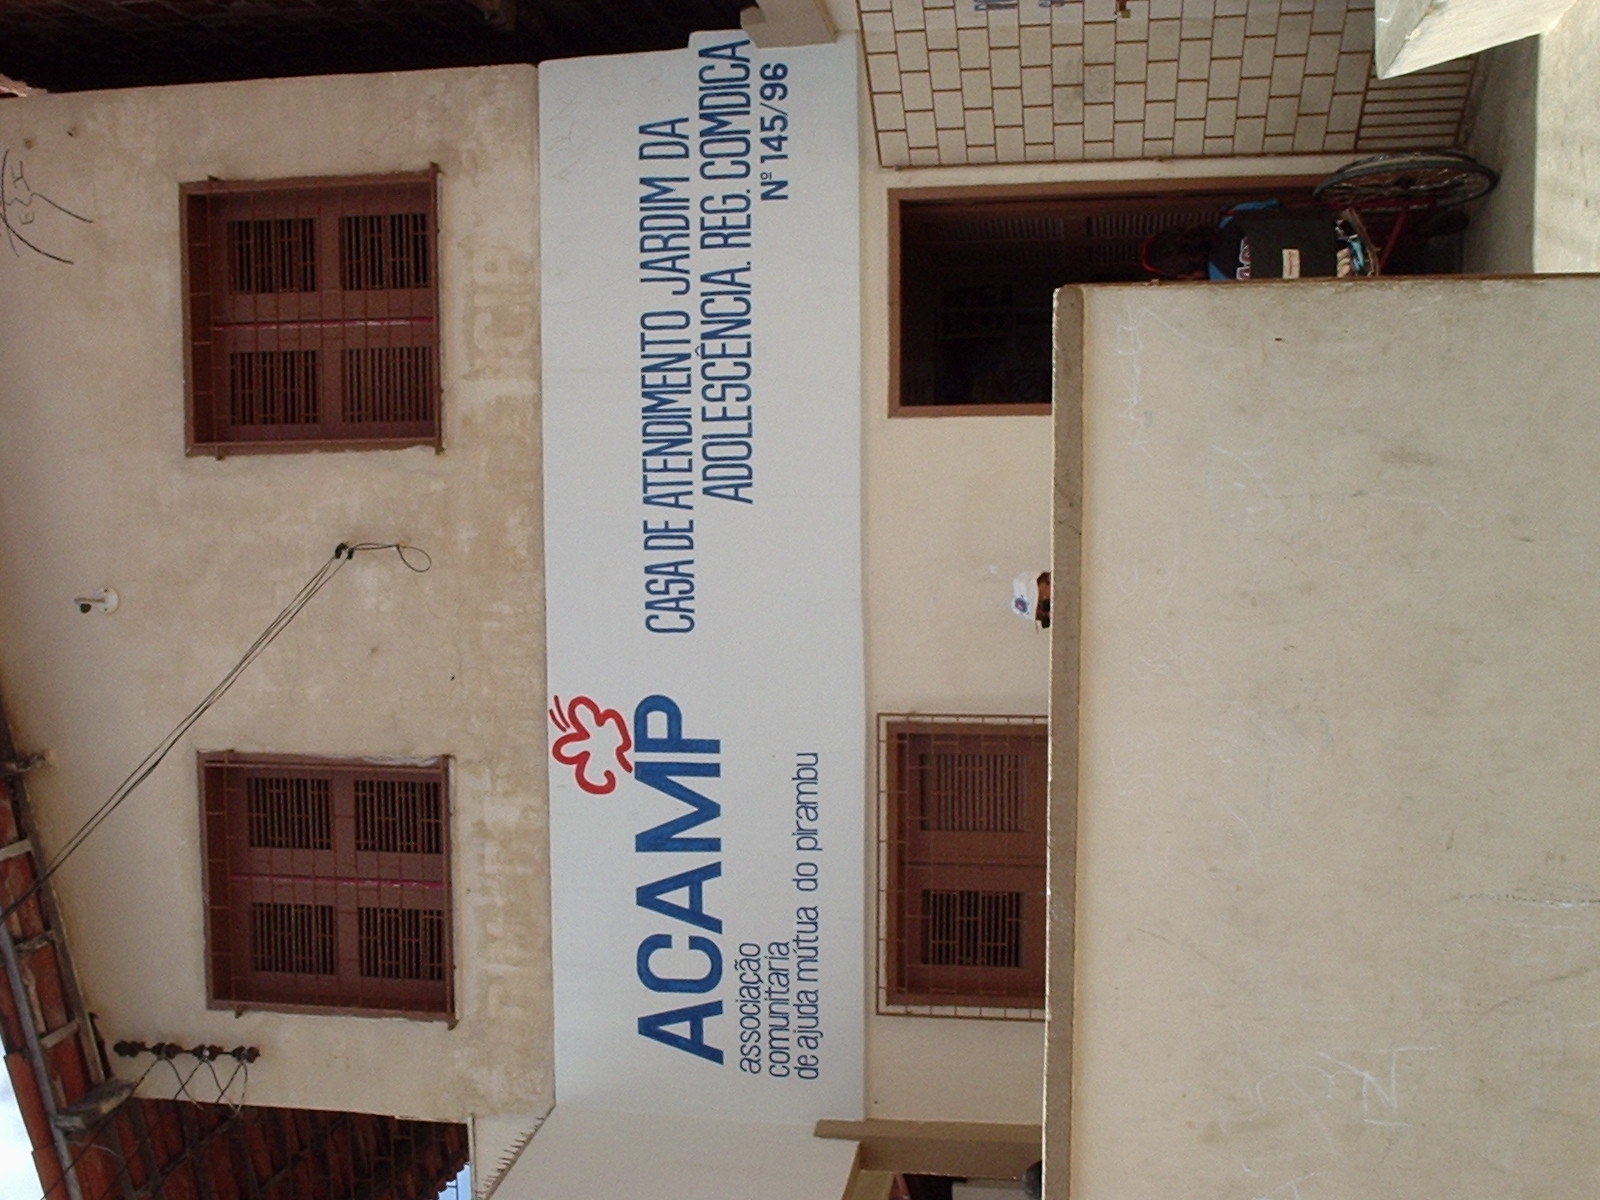 ACAMP
associação
comunitaria
de ajuda mútua do pirambu
CASA DE ATENDIMENTO JARDIM DA
ADOLESCÊNCIA. REG. COMDICA
Nº 145/96